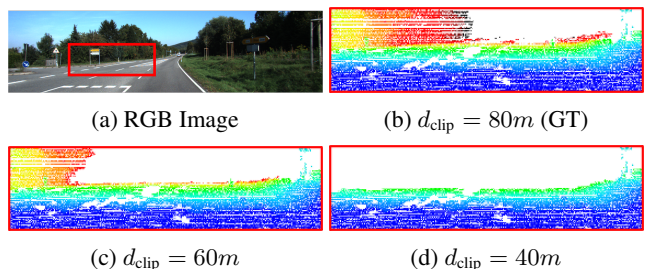 (a) RGB Image
(b) d_clip = 80m (GT)
(c) d_clip = 60m
(d) d_clip = 40m